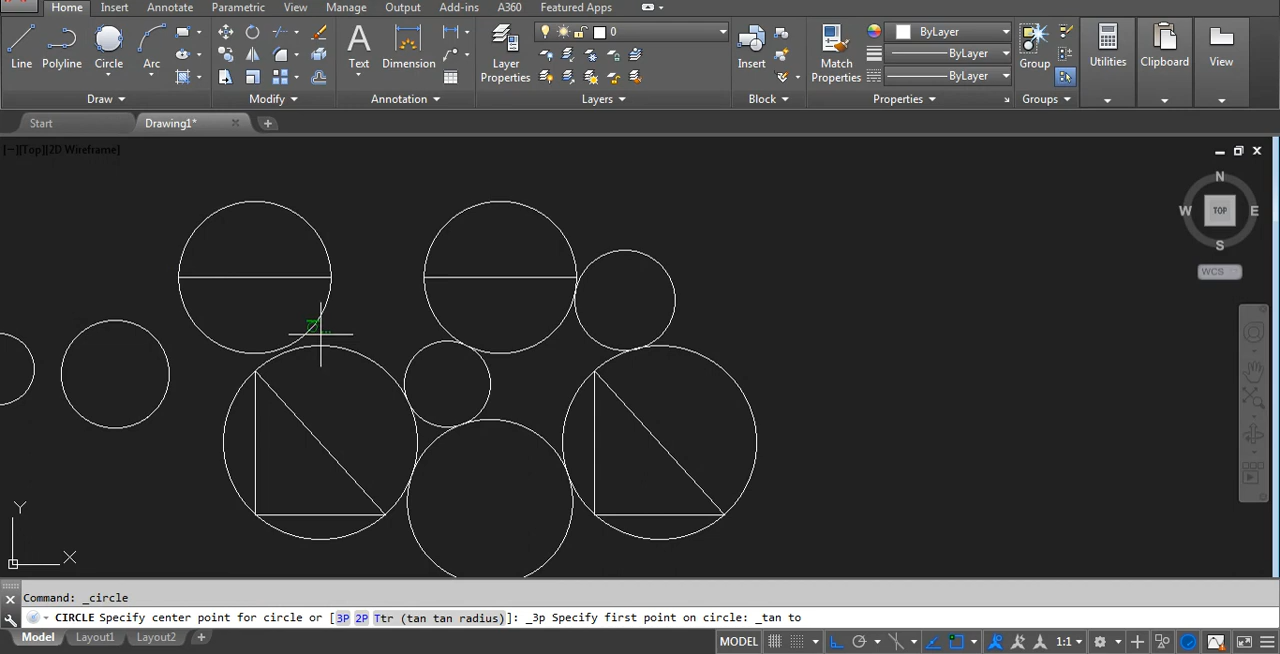 Home Insert Annotate Parametric View Manage Output Add-ins A360 Featured Apps
Line Polyline Circle Arc
Text Dimension
Layer Properties
0
Insert
Match Properties
ByLayer
ByLayer
ByLayer
Group
Utilities Clipboard View
Draw Modify Annotation Layers Block Properties Groups
Start Drawing1*
[−][Top][2D Wireframe]
N
W TOP E
S
WCS
Y
X
Command: _circle
CIRCLE Specify center point for circle or [3P 2P Ttr (tan tan radius)]: _3p Specify first point on circle: _tan to
Model Layout1 Layout2 +
MODEL 1:1